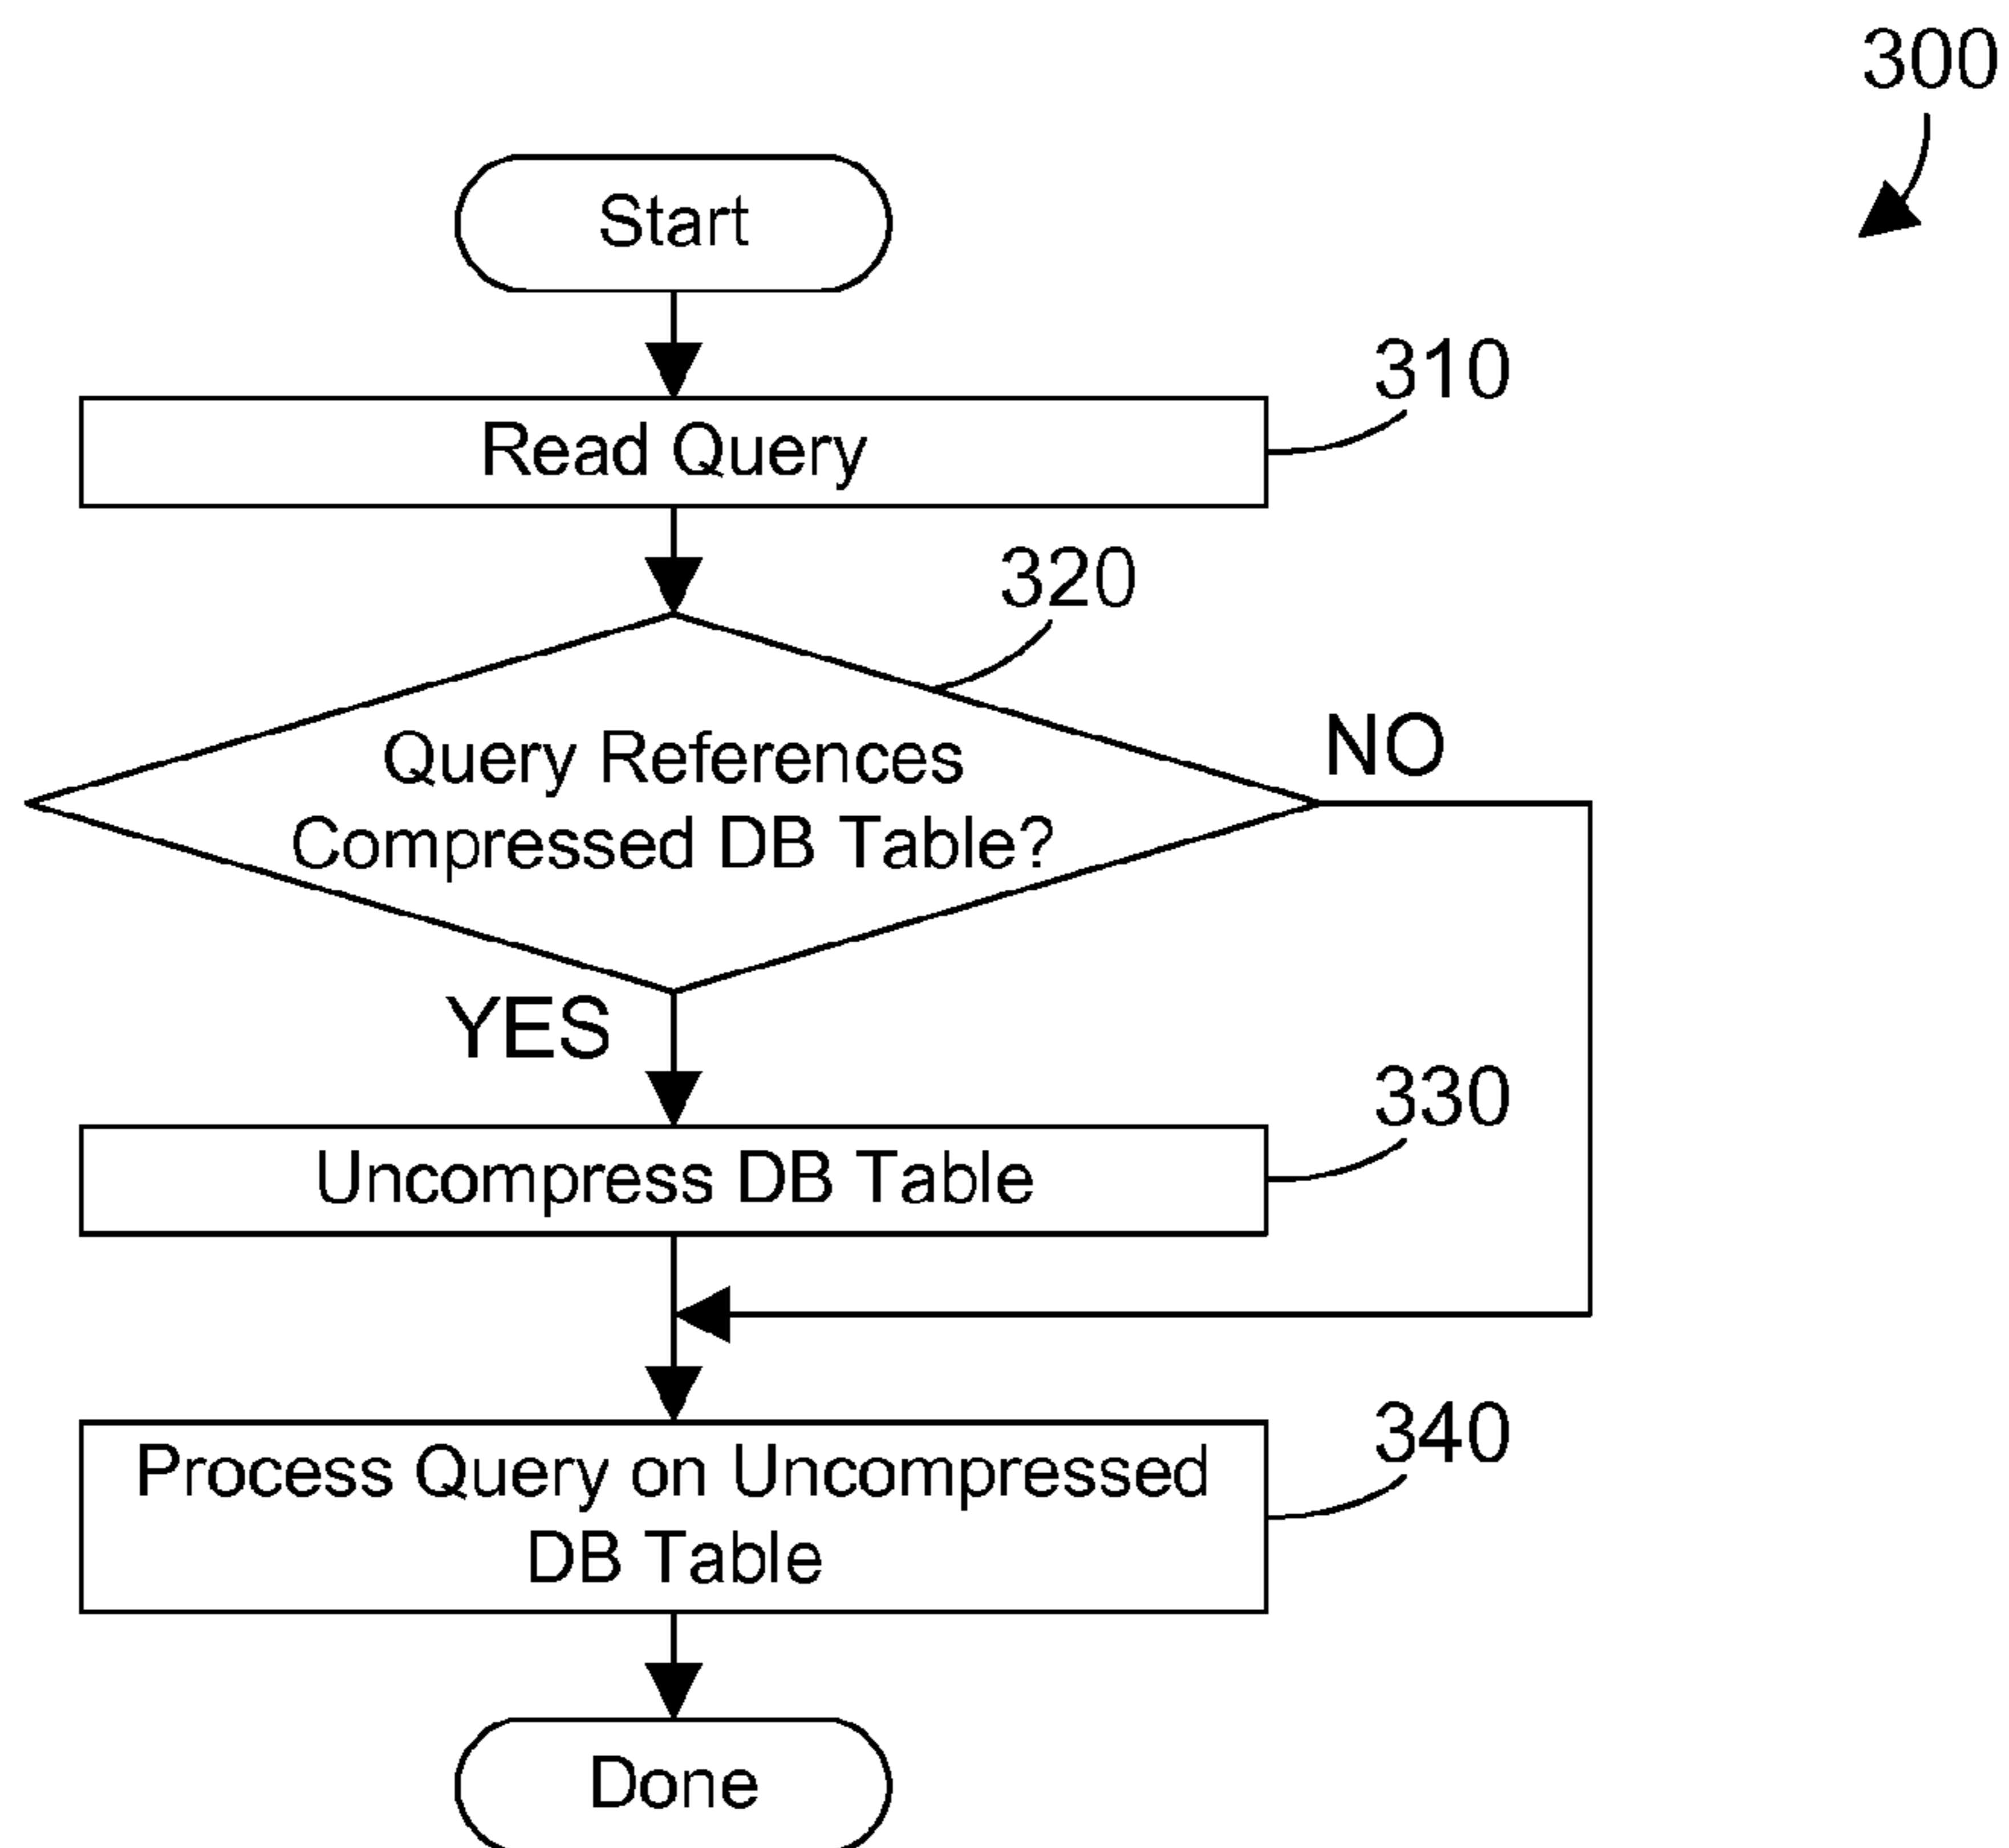 300
Start
310
Read Query
320
Query References
Compressed DB Table?
NO
YES
330
Uncompress DB Table
340
Process Query on Uncompressed
DB Table
Done